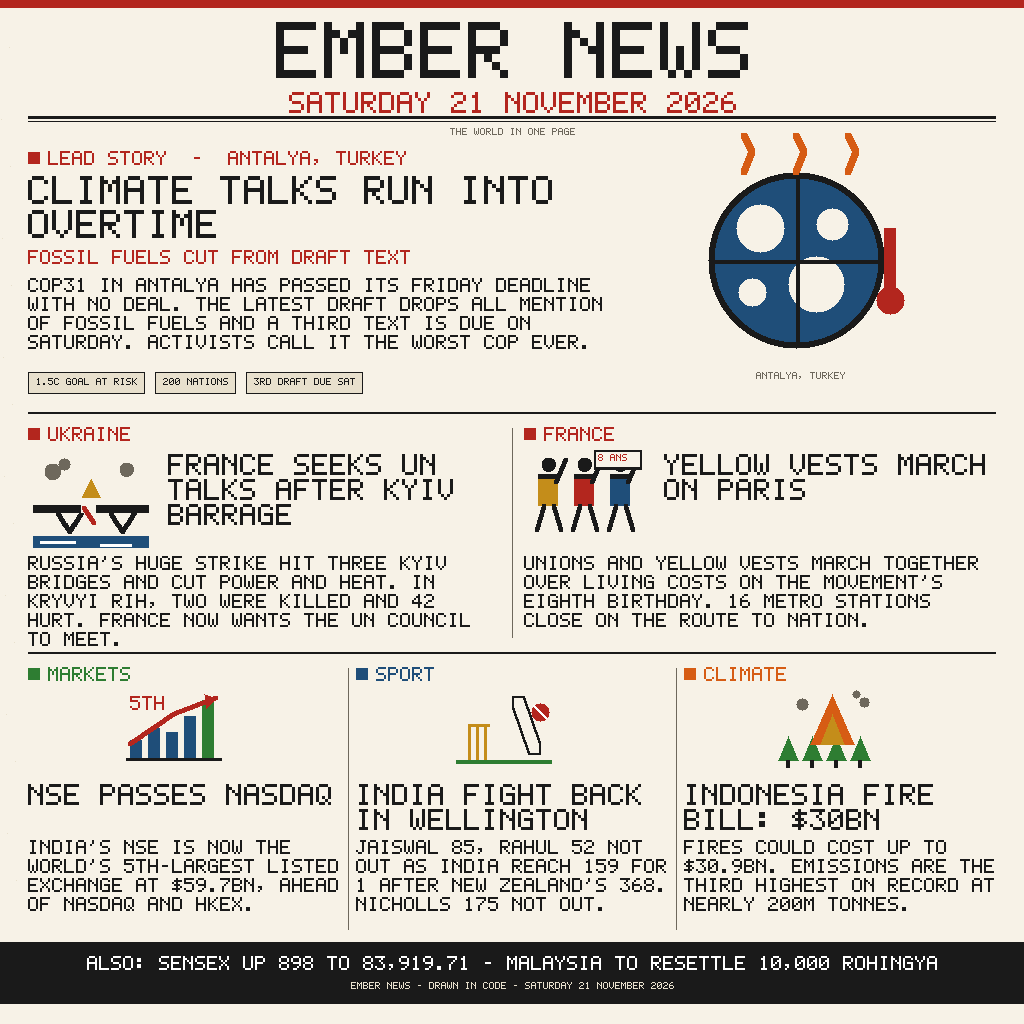 EMBER NEWS
SATURDAY 21 NOVEMBER 2026
THE WORLD IN ONE PAGE
LEAD STORY - ANTALYA, TURKEY
CLIMATE TALKS RUN INTO
OVERTIME
FOSSIL FUELS CUT FROM DRAFT TEXT
COP31 IN ANTALYA HAS PASSED ITS FRIDAY DEADLINE
WITH NO DEAL. THE LATEST DRAFT DROPS ALL MENTION
OF FOSSIL FUELS AND A THIRD TEXT IS DUE ON
SATURDAY. ACTIVISTS CALL IT THE WORST COP EVER.
1.5C GOAL AT RISK
200 NATIONS
3RD DRAFT DUE SAT
ANTALYA, TURKEY
UKRAINE
FRANCE SEEKS UN
TALKS AFTER KYIV
BARRAGE
RUSSIA'S HUGE STRIKE HIT THREE KYIV
BRIDGES AND CUT POWER AND HEAT. IN
KRYVYI RIH, TWO WERE KILLED AND 42
HURT. FRANCE NOW WANTS THE UN COUNCIL
TO MEET.
FRANCE
8 ANS
YELLOW VESTS MARCH
ON PARIS
UNIONS AND YELLOW VESTS MARCH TOGETHER
OVER LIVING COSTS ON THE MOVEMENT'S
EIGHTH BIRTHDAY. 16 METRO STATIONS
CLOSE ON THE ROUTE TO NATION.
MARKETS
5TH
NSE PASSES NASDAQ
INDIA'S NSE IS NOW THE
WORLD'S 5TH-LARGEST LISTED
EXCHANGE AT $59.7BN, AHEAD
OF NASDAQ AND HKEX.
SPORT
INDIA FIGHT BACK
IN WELLINGTON
JAISWAL 85, RAHUL 52 NOT
OUT AS INDIA REACH 159 FOR
1 AFTER NEW ZEALAND'S 368.
NICHOLLS 175 NOT OUT.
CLIMATE
INDONESIA FIRE
BILL: $30BN
FIRES COULD COST UP TO
$30.9BN. EMISSIONS ARE THE
THIRD HIGHEST ON RECORD AT
NEARLY 200M TONNES.
ALSO: SENSEX UP 898 TO 83,919.71 - MALAYSIA TO RESETTLE 10,000 ROHINGYA
EMBER NEWS - DRAWN IN CODE - SATURDAY 21 NOVEMBER 2026